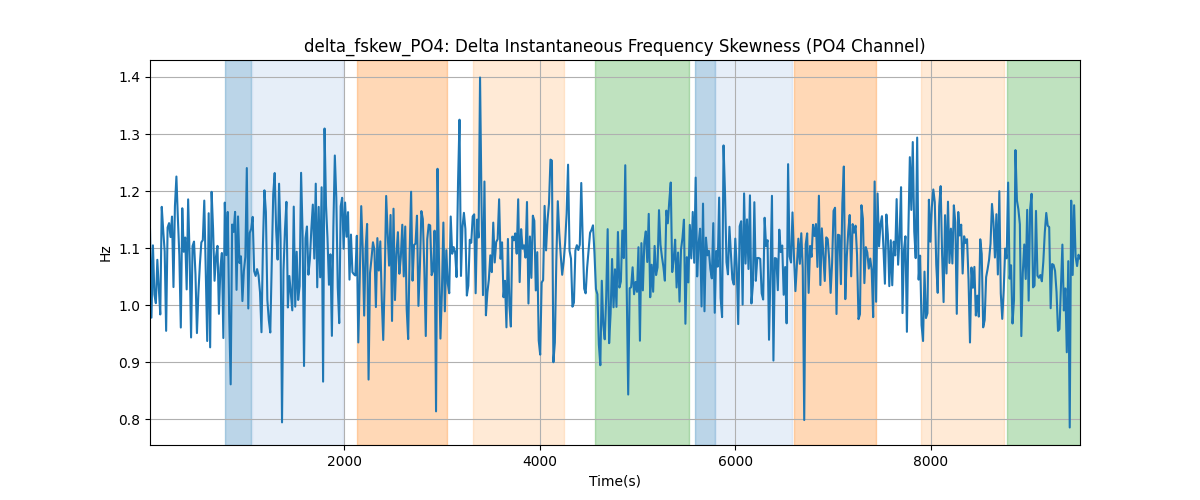 delta_fskew_PO4: Delta Instantaneous Frequency Skewness (PO4 Channel)
1.4
1.3
1.2
1.1
1.0
0.9
0.8
Hz
2000 4000 6000 8000
Time(s)